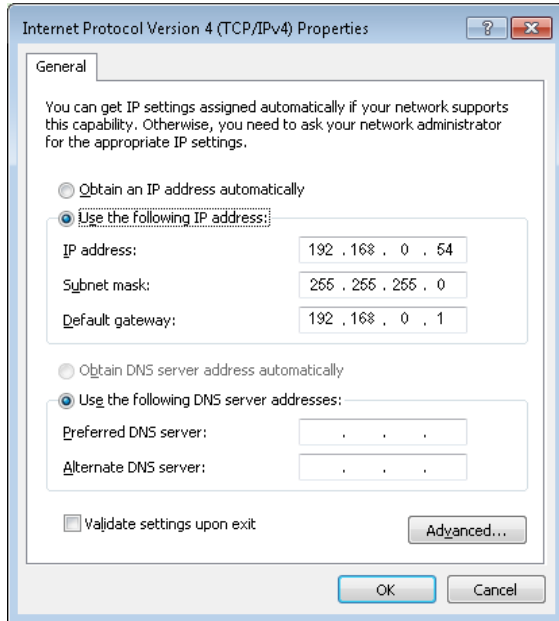 Internet Protocol Version 4 (TCP/IPv4) Properties
General
You can get IP settings assigned automatically if your network supports
this capability. Otherwise, you need to ask your network administrator
for the appropriate IP settings.
Obtain an IP address automatically
Use the following IP address:
IP address: 192 . 168 . 0 . 54
Subnet mask: 255 . 255 . 255 . 0
Default gateway: 192 . 168 . 0 . 1
Obtain DNS server address automatically
Use the following DNS server addresses:
Preferred DNS server: . . .
Alternate DNS server: . . .
Validate settings upon exit
Advanced...
OK Cancel